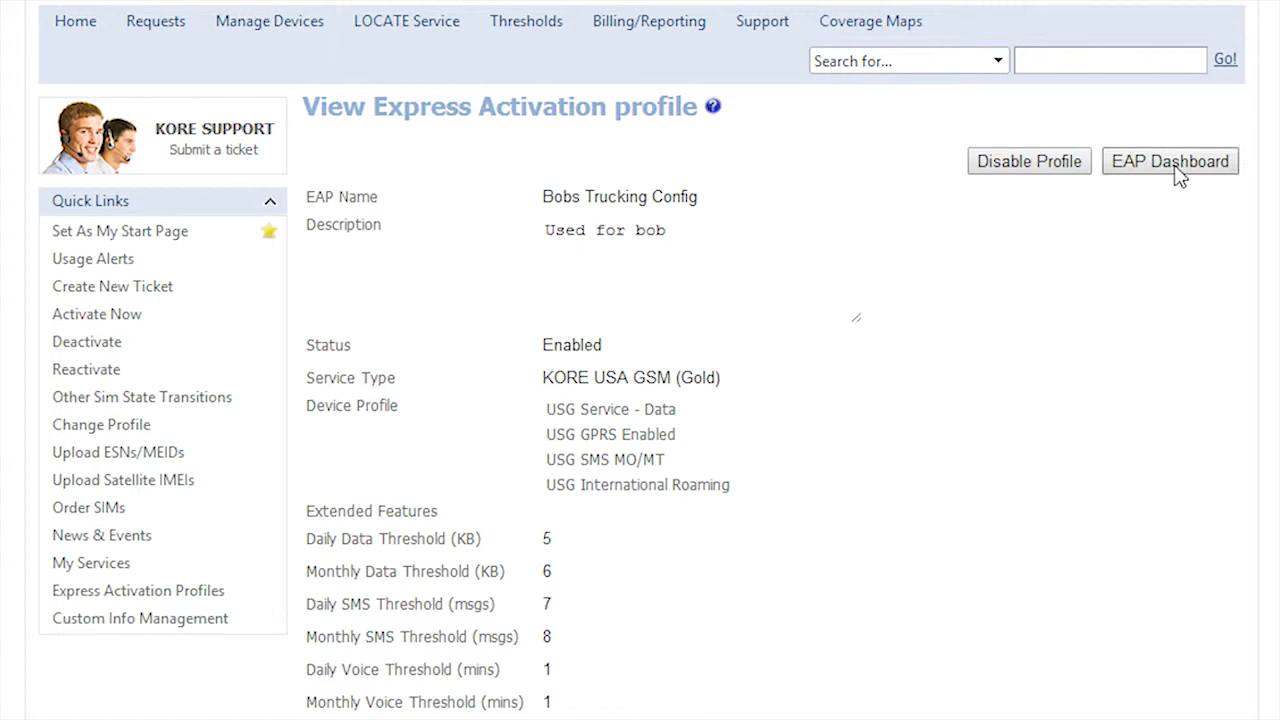 Home Requests Manage Devices LOCATE Service Thresholds Billing/Reporting Support Coverage Maps
Search for... Go!
KORE SUPPORT
Submit a ticket
View Express Activation profile ?
Disable Profile EAP Dashboard
Quick Links
Set As My Start Page
Usage Alerts
Create New Ticket
Activate Now
Deactivate
Reactivate
Other Sim State Transitions
Change Profile
Upload ESNs/MEIDs
Upload Satellite IMEIs
Order SIMs
News & Events
My Services
Express Activation Profiles
Custom Info Management
EAP Name Bobs Trucking Config
Description Used for bob
Status Enabled
Service Type KORE USA GSM (Gold)
Device Profile USG Service - Data
USG GPRS Enabled
USG SMS MO/MT
USG International Roaming
Extended Features
Daily Data Threshold (KB) 5
Monthly Data Threshold (KB) 6
Daily SMS Threshold (msgs) 7
Monthly SMS Threshold (msgs) 8
Daily Voice Threshold (mins) 1
Monthly Voice Threshold (mins) 1